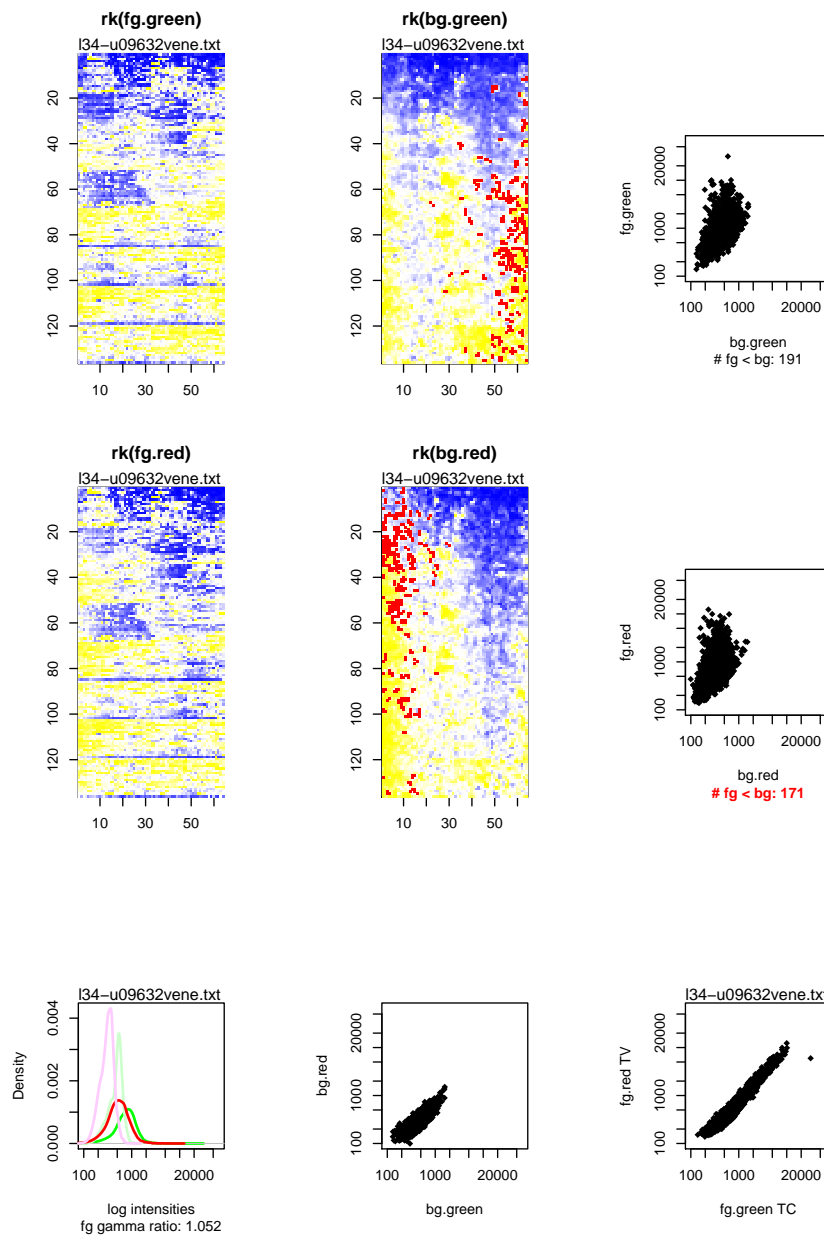 rk(fg.green)
l34−u09632vene.txt
20
40
60
80
100
120
10 30 50
rk(bg.green)
l34−u09632vene.txt
20
40
60
80
100
120
10 30 50
fg.green
20000
1000
100
100 1000 20000
bg.green
# fg < bg: 191
rk(fg.red)
l34−u09632vene.txt
20
40
60
80
100
120
10 30 50
rk(bg.red)
l34−u09632vene.txt
20
40
60
80
100
120
10 30 50
fg.red
20000
1000
100
100 1000 20000
bg.red
# fg < bg: 171
l34−u09632vene.txt
Density
0.004
0.002
0.000
100 1000 20000
log intensities
fg gamma ratio: 1.052
bg.red
20000
1000
100
100 1000 20000
bg.green
l34−u09632vene.txt
fg.red TV
20000
1000
100
100 1000 20000
fg.green TC